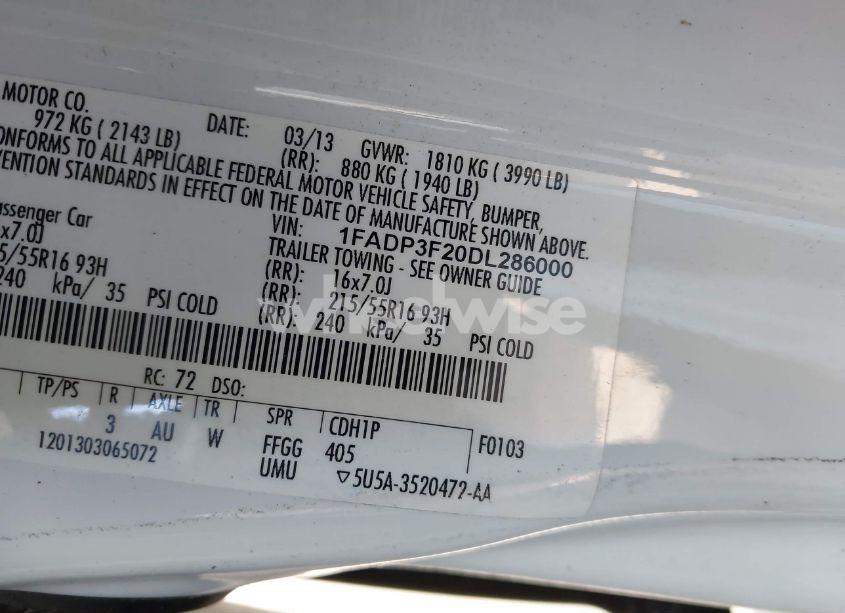 MOTOR CO.
DATE: 03/13 GVWR: 1810 KG ( 3990 LB)
972 KG ( 2143 LB) (RR): 880 KG ( 1940 LB)
CONFORMS TO ALL APPLICABLE FEDERAL MOTOR VEHICLE SAFETY, BUMPER,
VENTION STANDARDS IN EFFECT ON THE DATE OF MANUFACTURE SHOWN ABOVE.
VIN: 1FADP3F20DL286000
assenger Car TRAILER TOWING - SEE OWNER GUIDE
x7.0J (RR): 16x7.0J
5/55R16 93H (RR): 215/55R16 93H
240 kPa/ 35 PSI COLD (RR): 240 kPa/ 35 PSI COLD
wheelwise
RC: 72 DSO:
TP/PS R AXLE TR SPR CDH1P
3 AU W FFGG 405 F0103
1201303065072 UMU ▽5U5A-3520472-AA